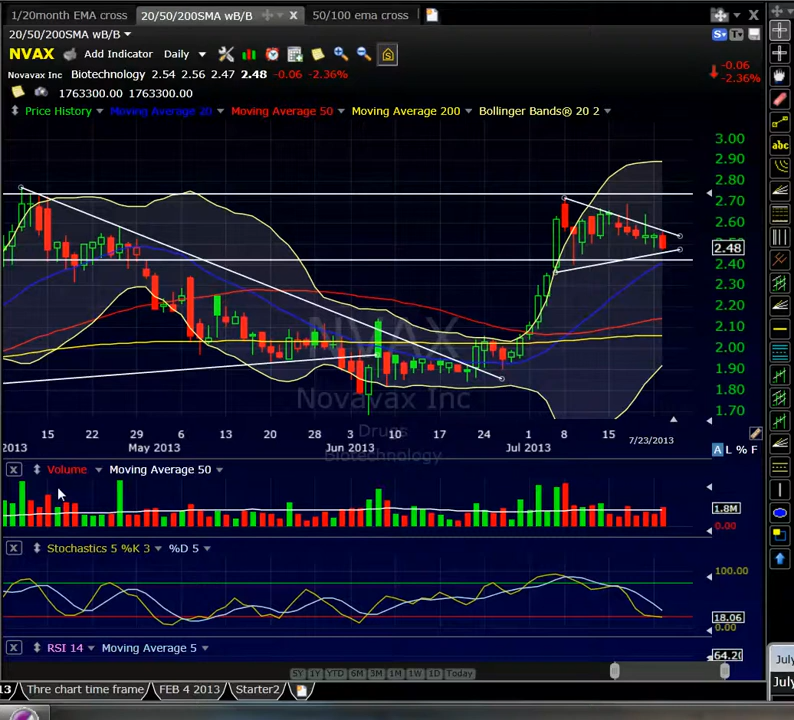 1/20month EMA cross 20/50/200SMA wB/B 50/100 ema cross
20/50/200SMA wB/B
NVAX Add Indicator Daily
Novavax Inc Biotechnology 2.54 2.56 2.47 2.48 -0.06 -2.36%
-0.06
-2.36%
1763300.00 1763300.00
Price History Moving Average 20 Moving Average 50 Moving Average 200 Bollinger Bands® 20 2
3.00
2.90
2.80
2.70
2.60
2.48
2.40
2.30
2.20
2.10
2.00
1.90
1.80
1.70
NVAX
Novavax Inc
Drugs
Biotechnology
15 22 29 6 13 20 28 3 10 17 24 1 8 15
2013 May 2013 Jun 2013 Jul 2013 7/23/2013
A L % F
Volume Moving Average 50
1.8M
0.00
Stochastics 5 %K 3 %D 5
100.00
18.06
0.00
RSI 14 Moving Average 5
64.20
5Y 1Y YTD 6M 3M 1M 1W 1D Today
13 Thre chart time frame FEB 4 2013 Starter2
abc
July
July